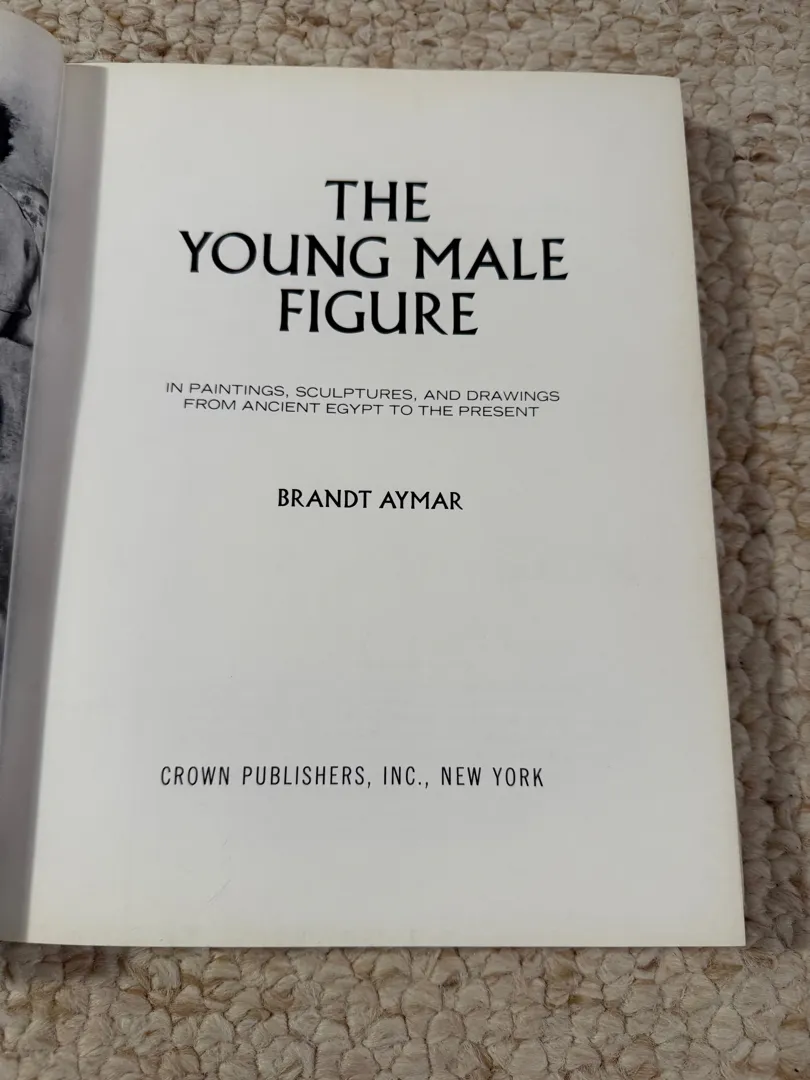 THE
YOUNG MALE
FIGURE
IN PAINTINGS, SCULPTURES, AND DRAWINGS
FROM ANCIENT EGYPT TO THE PRESENT
BRANDT AYMAR
CROWN PUBLISHERS, INC., NEW YORK